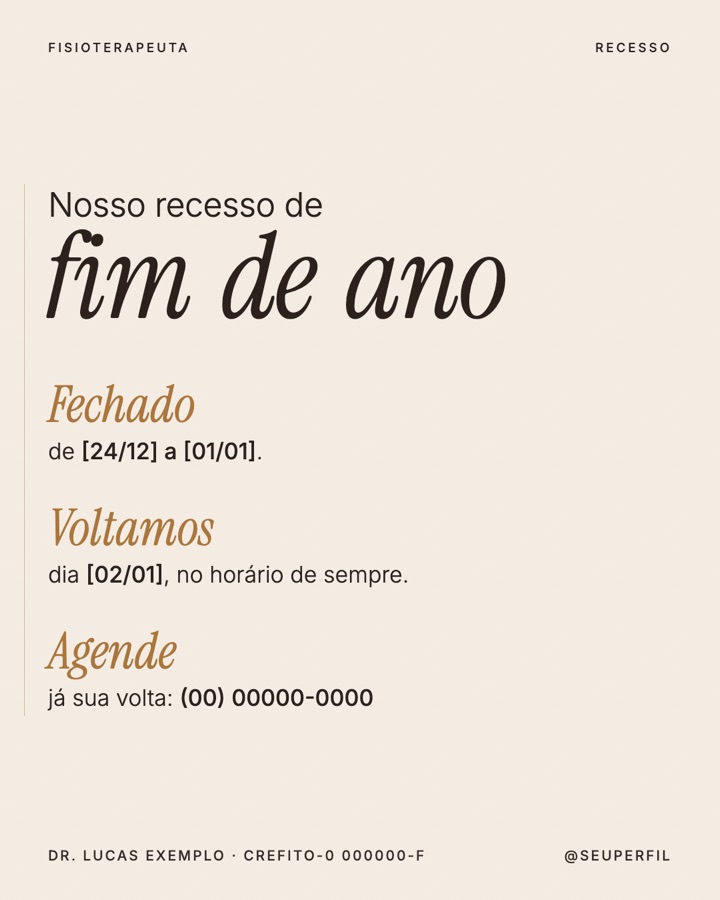 FISIOTERAPEUTA
RECESSO
Nosso recesso de
fim de ano
Fechado
de [24/12] a [01/01].
Voltamos
dia [02/01], no horário de sempre.
Agende
já sua volta: (00) 00000-0000
DR. LUCAS EXEMPLO · CREFITO-0 000000-F
@SEUPERFIL